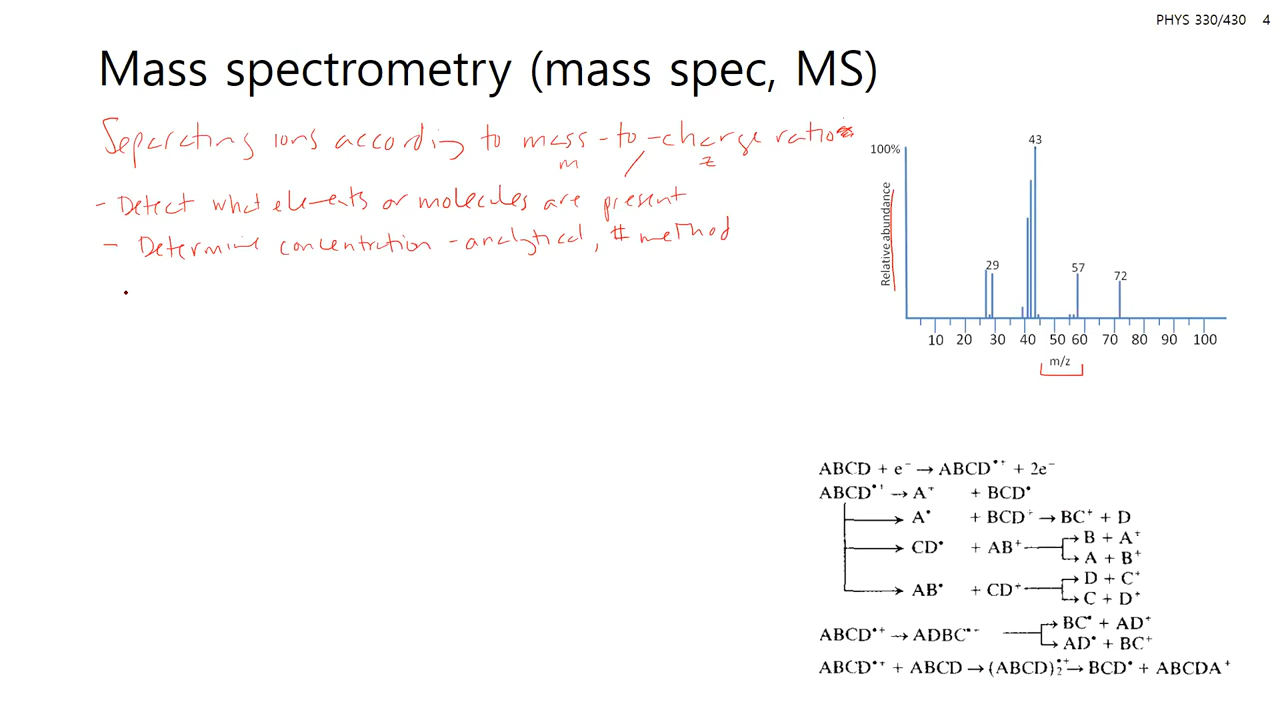 PHYS 330/430 4
Mass spectrometry (mass spec, MS)
Separating ions according to mass-to-charge ratio
m / z
- Detect what elements or molecules are present
- Determine concentration - analytical, # method
43
100%
Relative abundance
29
57
72
10 20 30 40 50 60 70 80 90 100
m/z
ABCD + e⁻ → ABCD•⁺ + 2e⁻
ABCD•⁺ → A⁺ + BCD•
→ A• + BCD⁺ → BC⁺ + D
→ CD• + AB⁺ → B + A⁺
→ A + B⁺
→ AB• + CD⁺ → D + C⁺
→ C + D⁺
ABCD•⁺ → ADBC•⁺ → BC• + AD⁺
→ AD• + BC⁺
ABCD•⁺ + ABCD → (ABCD)₂•⁺ → BCD• + ABCDA⁺